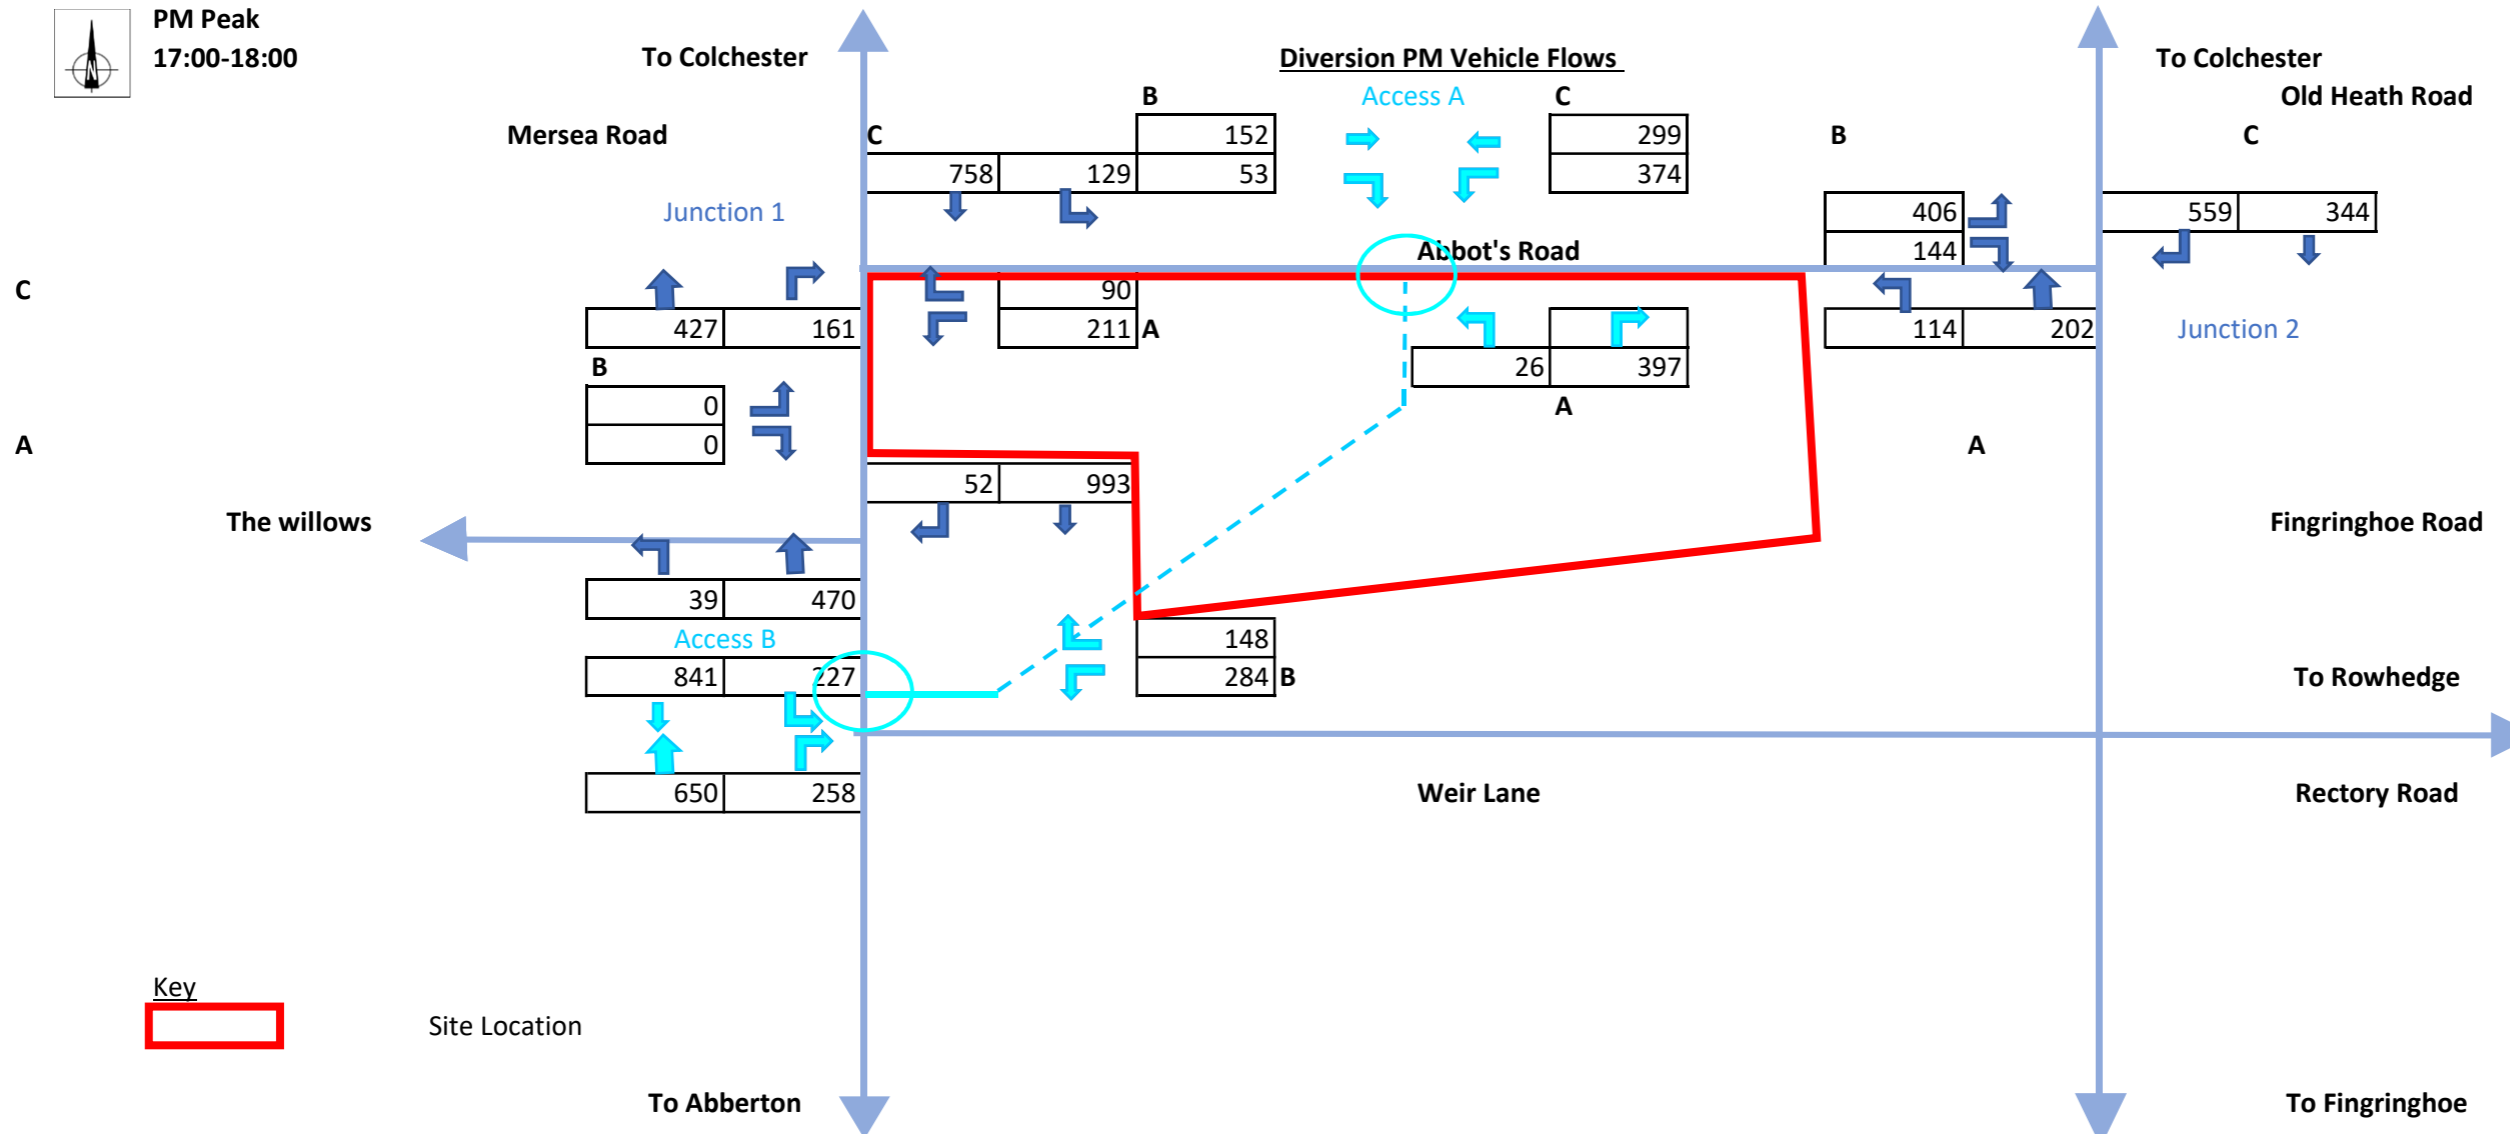 PM Peak
17:00-18:00
N
To Colchester
Diversion PM Vehicle Flows
To Colchester
B
Access A
C
Old Heath Road
Mersea Road
C
152
299
B
C
758 129 53
374
Junction 1
406
559 344
Abbot's Road
144
C
90
427 161
211 A
114 202
Junction 2
B
26 397
0
A
A
0
A
52 993
The willows
Fingringhoe Road
39 470
Access B
148
841 227
284 B
To Rowhedge
650 258
Weir Lane
Rectory Road
Key
Site Location
To Abberton
To Fingringhoe